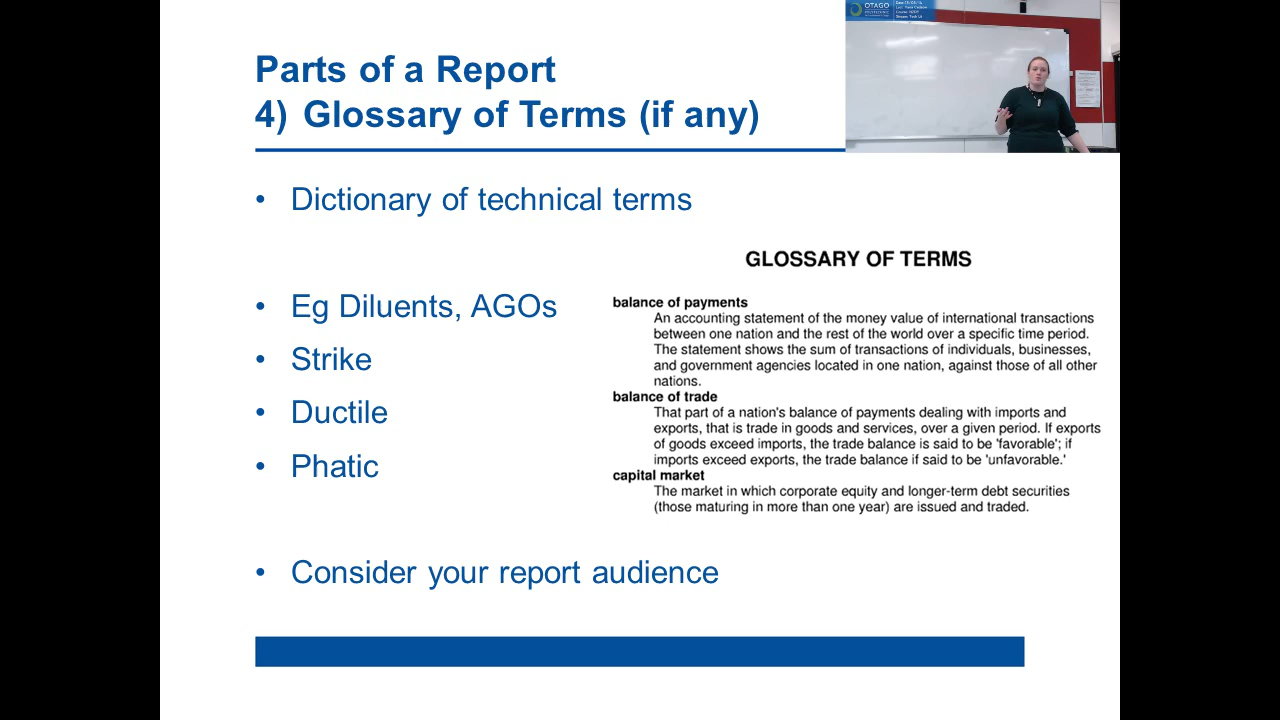 Parts of a Report
4) Glossary of Terms (if any)
OTAGO
• Dictionary of technical terms
• Eg Diluents, AGOs
• Strike
• Ductile
• Phatic
• Consider your report audience
GLOSSARY OF TERMS
balance of payments
An accounting statement of the money value of international transactions
between one nation and the rest of the world over a specific time period.
The statement shows the sum of transactions of individuals, businesses,
and government agencies located in one nation, against those of all other
nations.
balance of trade
That part of a nation's balance of payments dealing with imports and
exports, that is trade in goods and services, over a given period. If exports
of goods exceed imports, the trade balance is said to be 'favorable'; if
imports exceed exports, the trade balance if said to be 'unfavorable.'
capital market
The market in which corporate equity and longer-term debt securities
(those maturing in more than one year) are issued and traded.